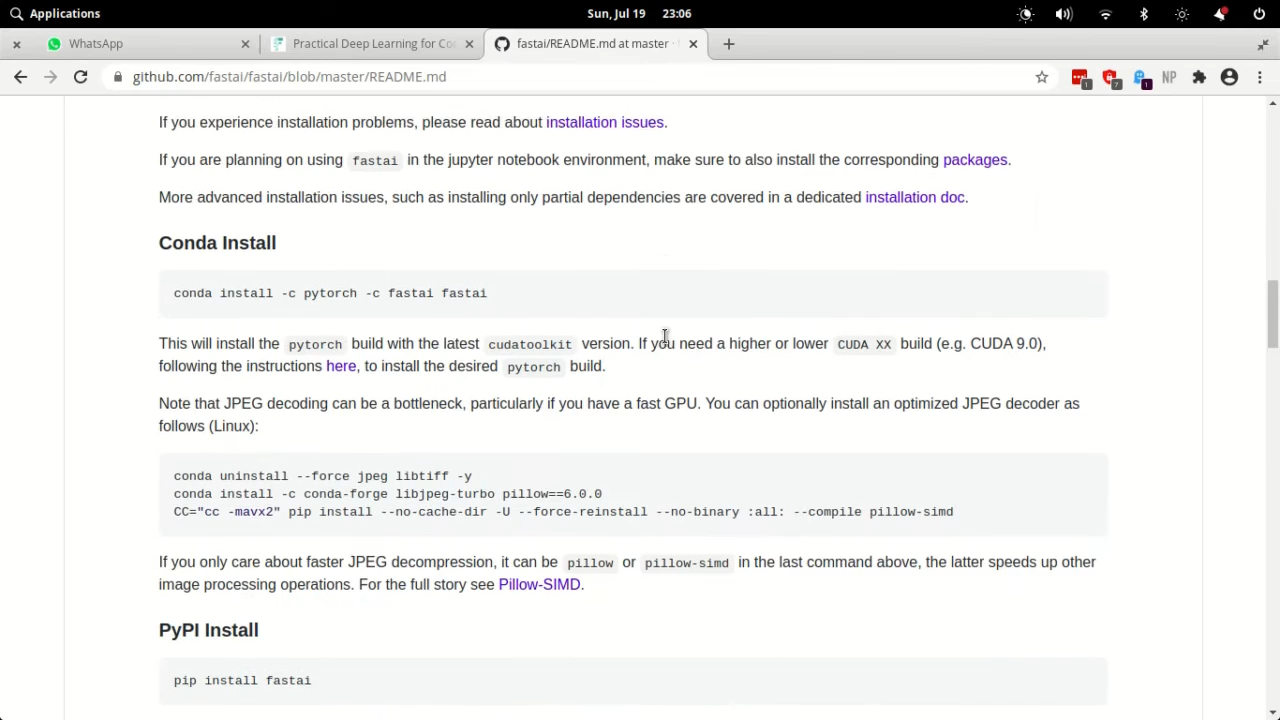 Applications
Sun, Jul 19 23:06
WhatsApp
Practical Deep Learning for Co
fastai/README.md at master ·
github.com/fastai/fastai/blob/master/README.md
NP
1
7
1
If you experience installation problems, please read about installation issues.
If you are planning on using fastai in the jupyter notebook environment, make sure to also install the corresponding packages.
More advanced installation issues, such as installing only partial dependencies are covered in a dedicated installation doc.
Conda Install
conda install -c pytorch -c fastai fastai
This will install the pytorch build with the latest cudatoolkit version. If you need a higher or lower CUDA XX build (e.g. CUDA 9.0),
following the instructions here, to install the desired pytorch build.
Note that JPEG decoding can be a bottleneck, particularly if you have a fast GPU. You can optionally install an optimized JPEG decoder as
follows (Linux):
conda uninstall --force jpeg libtiff -y
conda install -c conda-forge libjpeg-turbo pillow==6.0.0
CC="cc -mavx2" pip install --no-cache-dir -U --force-reinstall --no-binary :all: --compile pillow-simd
If you only care about faster JPEG decompression, it can be pillow or pillow-simd in the last command above, the latter speeds up other
image processing operations. For the full story see Pillow-SIMD.
PyPI Install
pip install fastai